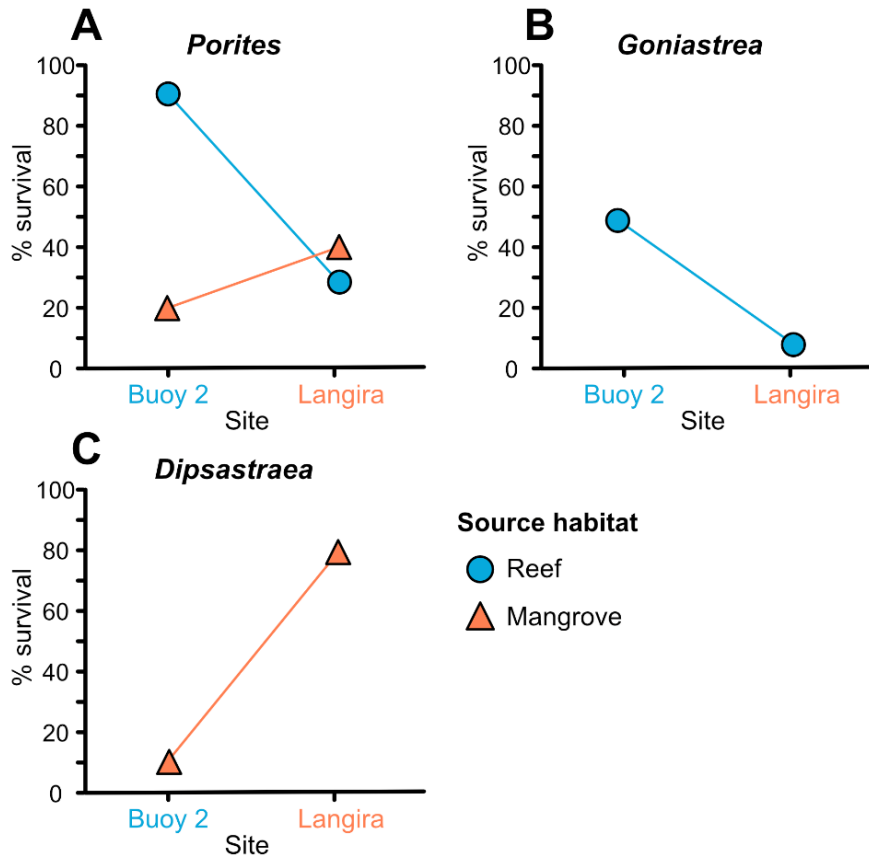 A
Porites
100
80
60
40
20
0
% survival
Buoy 2
Langira
Site
B
Goniastrea
100
80
60
40
20
0
% survival
Buoy 2
Langira
Site
C
Dipsastraea
100
80
60
40
20
0
% survival
Buoy 2
Langira
Site
Source habitat
Reef
Mangrove